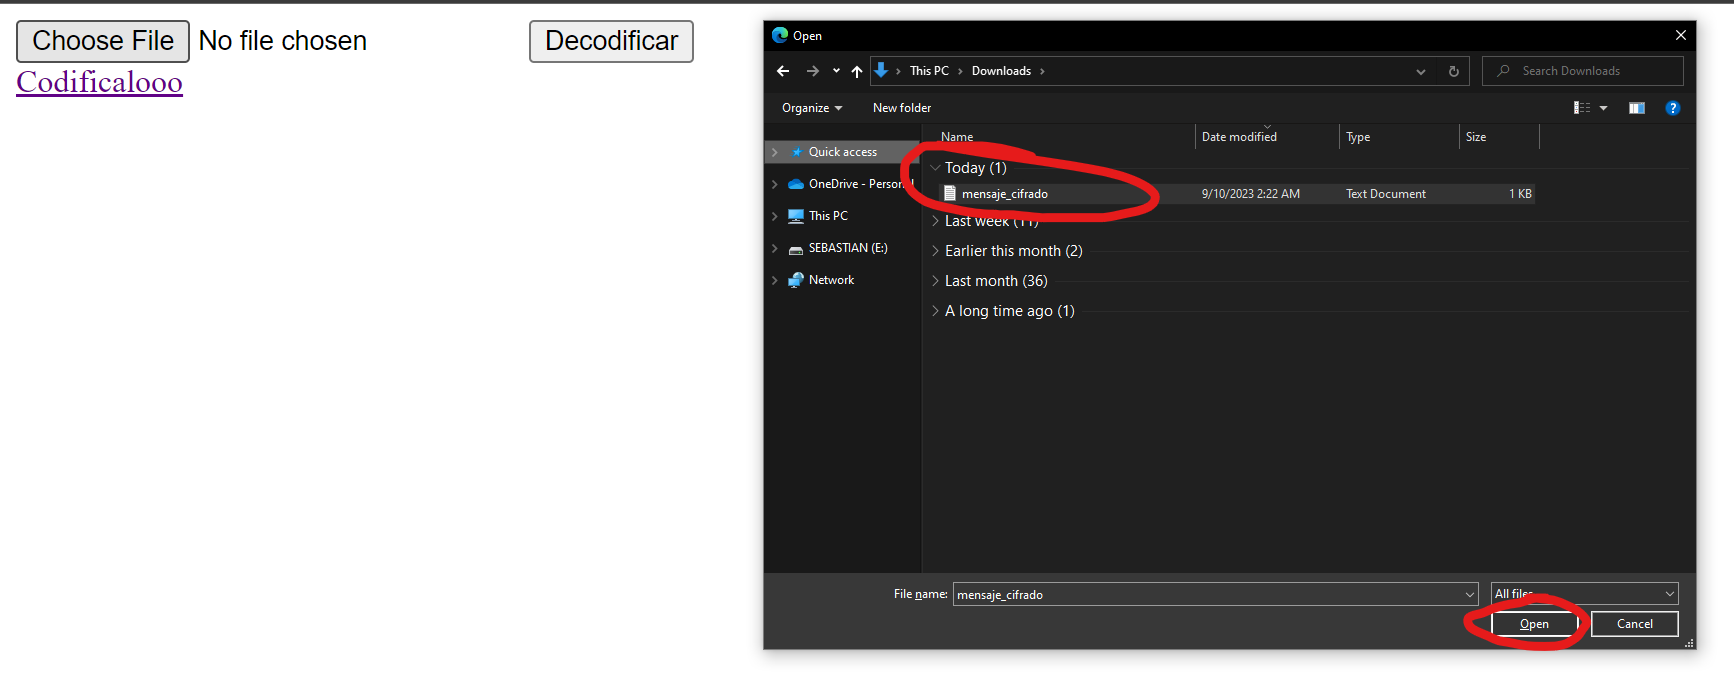 Choose File No file chosen Decodificar
Codificalooo
Open
This PC > Downloads >
Search Downloads
Organize
New folder
Name Date modified Type Size
Quick access
OneDrive - Personal
This PC
SEBASTIAN (E:)
Network
Today (1)
mensaje_cifrado 9/10/2023 2:22 AM Text Document 1 KB
Last week (11)
Earlier this month (2)
Last month (36)
A long time ago (1)
File name: mensaje_cifrado All files
Open Cancel